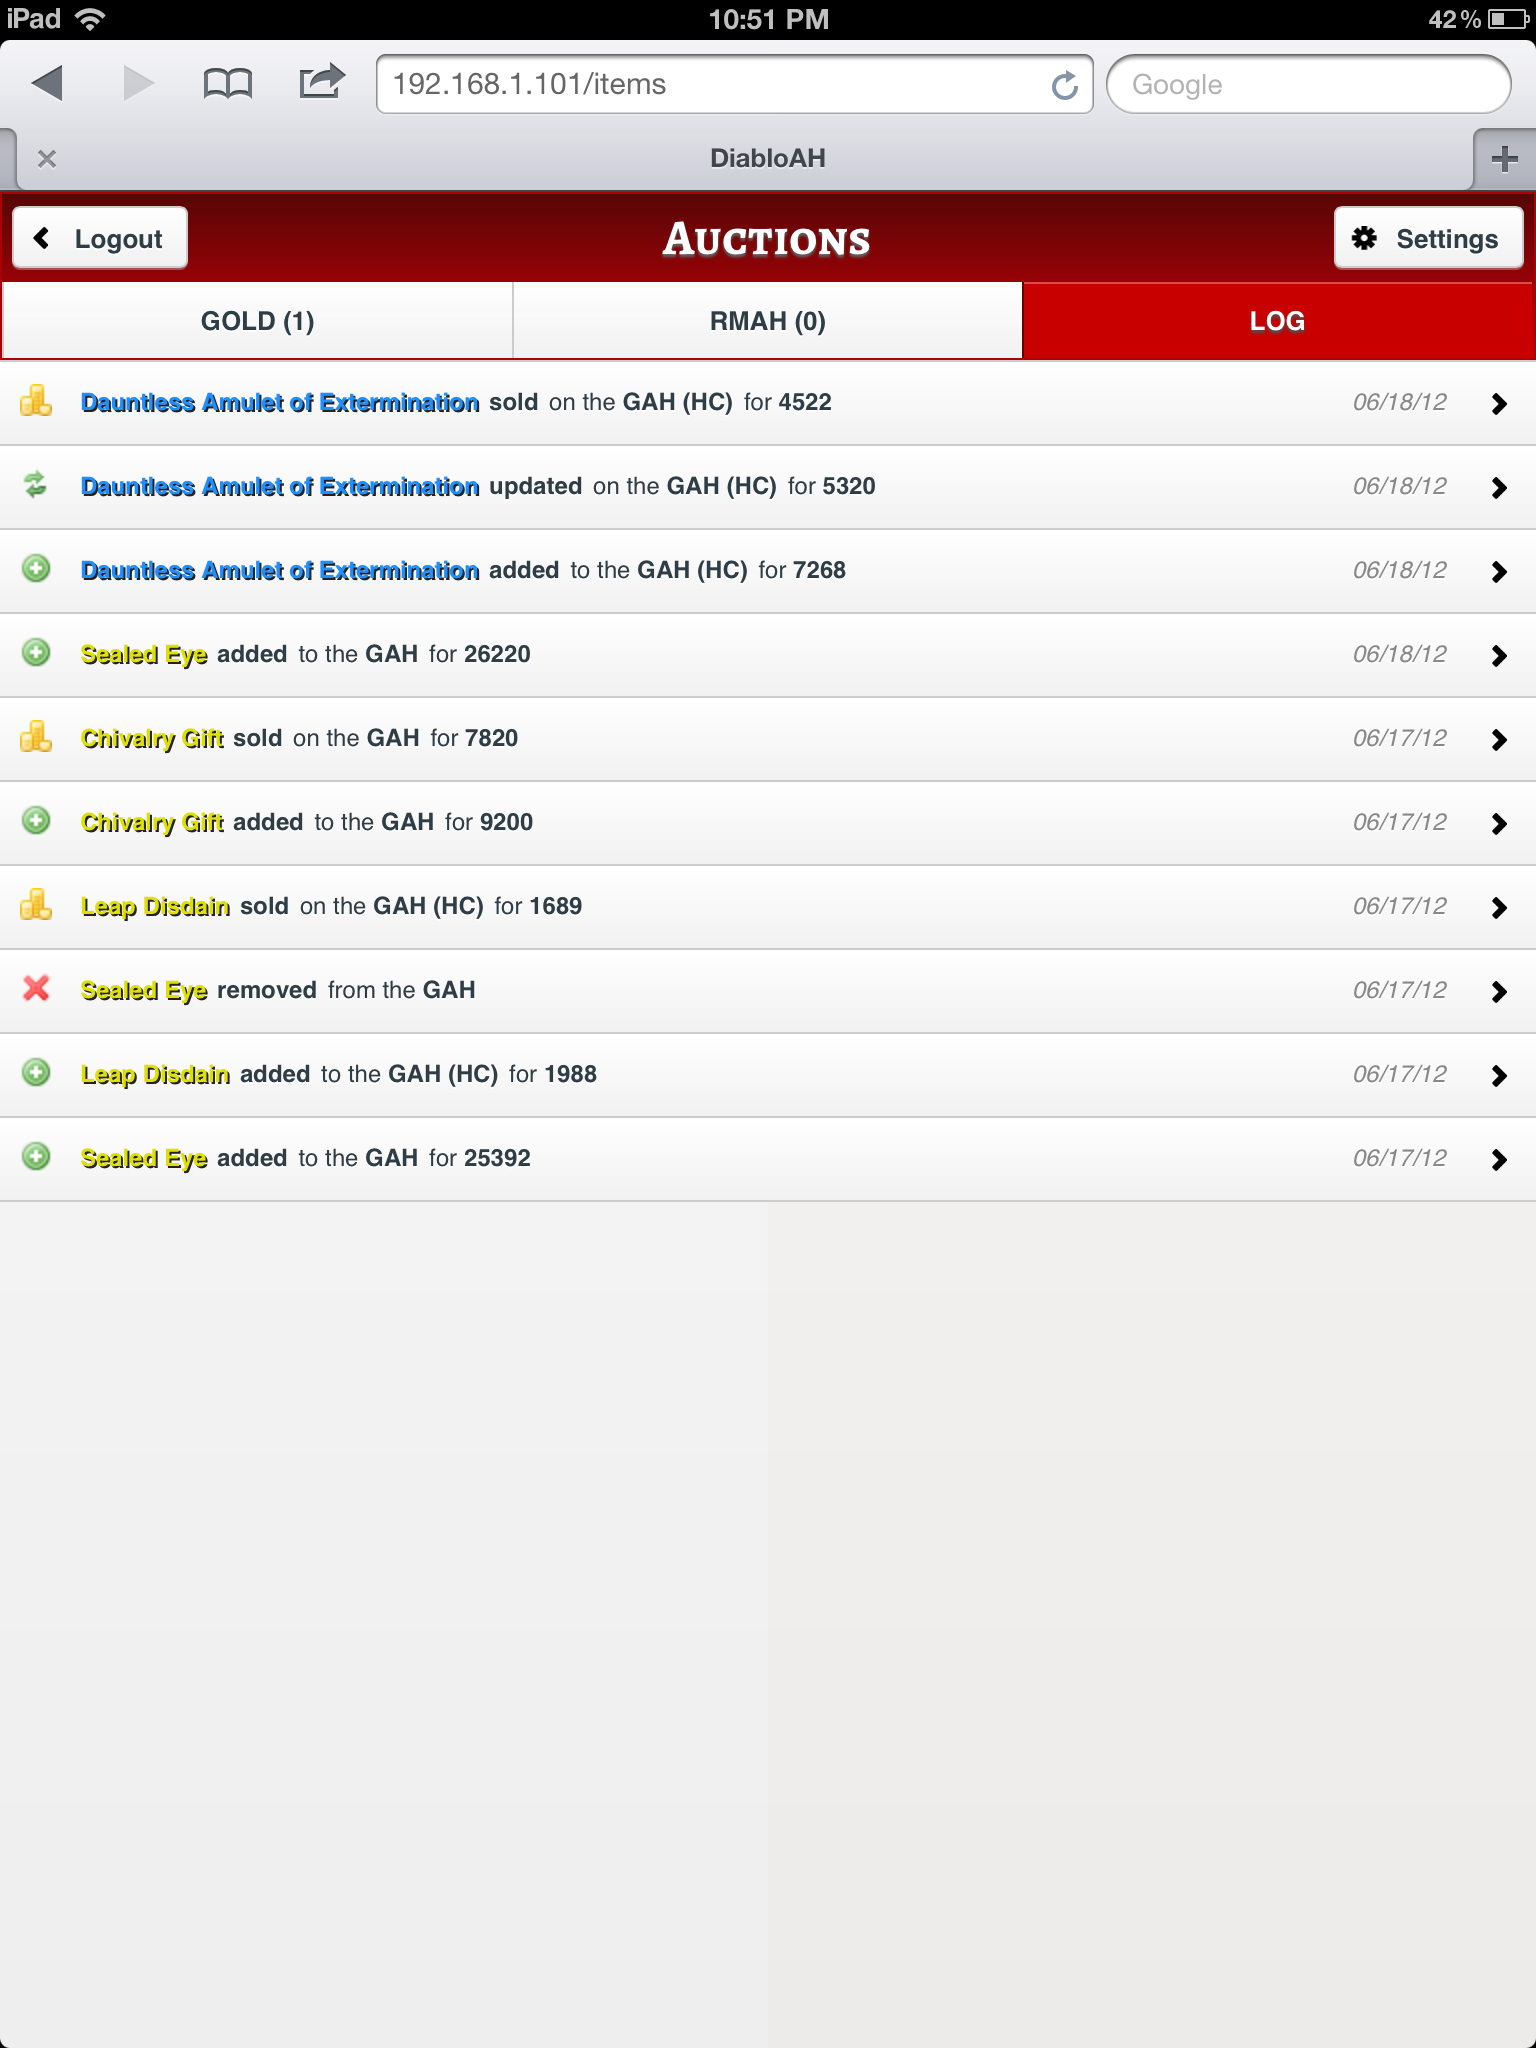 iPad 10:51 PM 42%
192.168.1.101/items Google
DiabloAH
Logout Auctions Settings
GOLD (1) RMAH (0) LOG
Dauntless Amulet of Extermination sold on the GAH (HC) for 4522 06/18/12
Dauntless Amulet of Extermination updated on the GAH (HC) for 5320 06/18/12
Dauntless Amulet of Extermination added to the GAH (HC) for 7268 06/18/12
Sealed Eye added to the GAH for 26220 06/18/12
Chivalry Gift sold on the GAH for 7820 06/17/12
Chivalry Gift added to the GAH for 9200 06/17/12
Leap Disdain sold on the GAH (HC) for 1689 06/17/12
Sealed Eye removed from the GAH 06/17/12
Leap Disdain added to the GAH (HC) for 1988 06/17/12
Sealed Eye added to the GAH for 25392 06/17/12